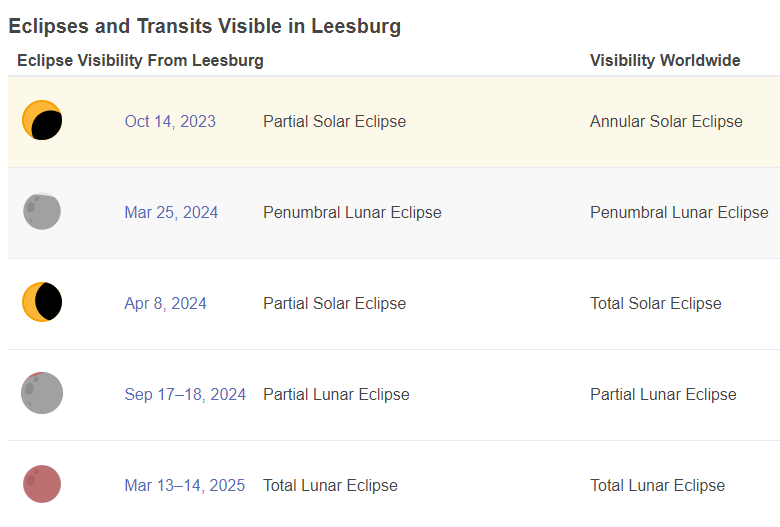 Eclipses and Transits Visible in Leesburg
Eclipse Visibility From Leesburg Visibility Worldwide
Oct 14, 2023 Partial Solar Eclipse Annular Solar Eclipse
Mar 25, 2024 Penumbral Lunar Eclipse Penumbral Lunar Eclipse
Apr 8, 2024 Partial Solar Eclipse Total Solar Eclipse
Sep 17–18, 2024 Partial Lunar Eclipse Partial Lunar Eclipse
Mar 13–14, 2025 Total Lunar Eclipse Total Lunar Eclipse